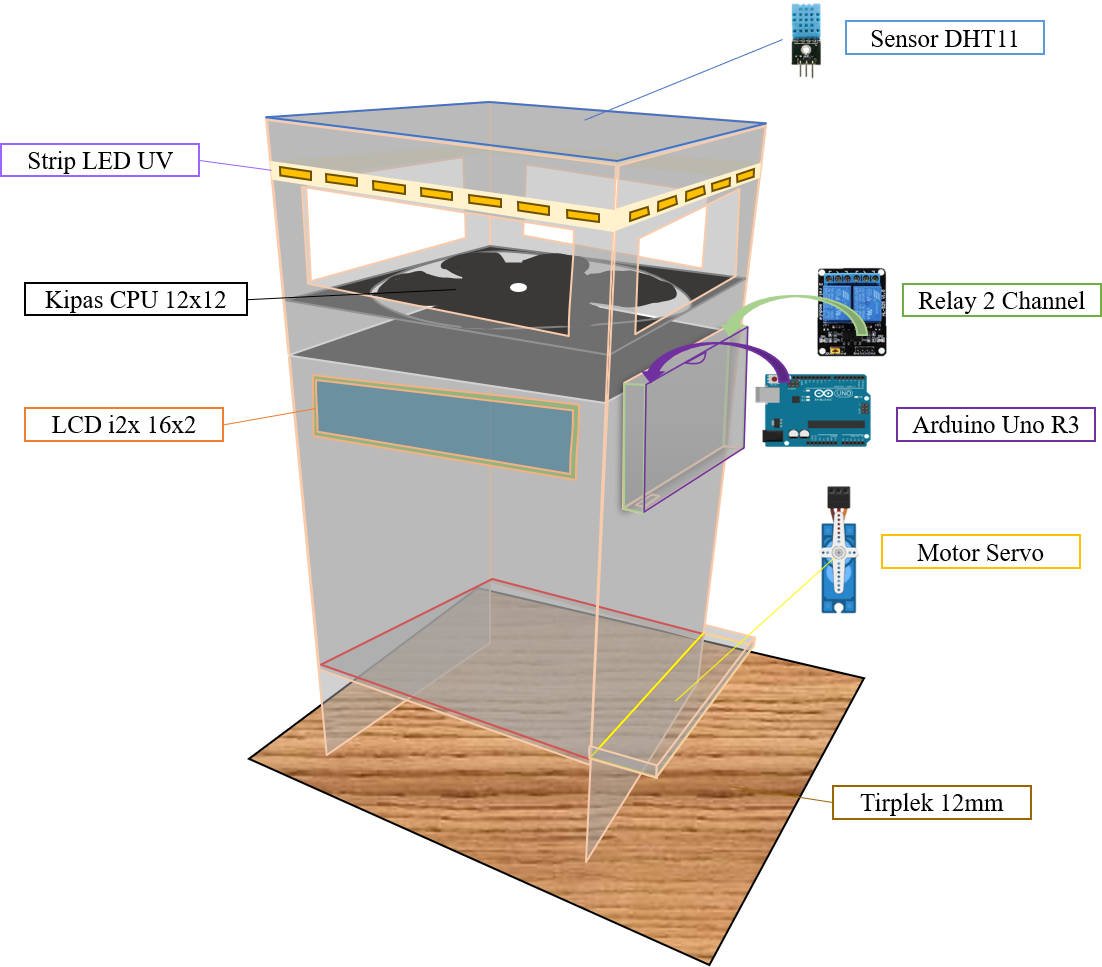 Sensor DHT11
Strip LED UV
Kipas CPU 12x12
Relay 2 Channel
LCD i2x 16x2
UNO
Arduino Uno R3
Motor Servo
Tirplek 12mm